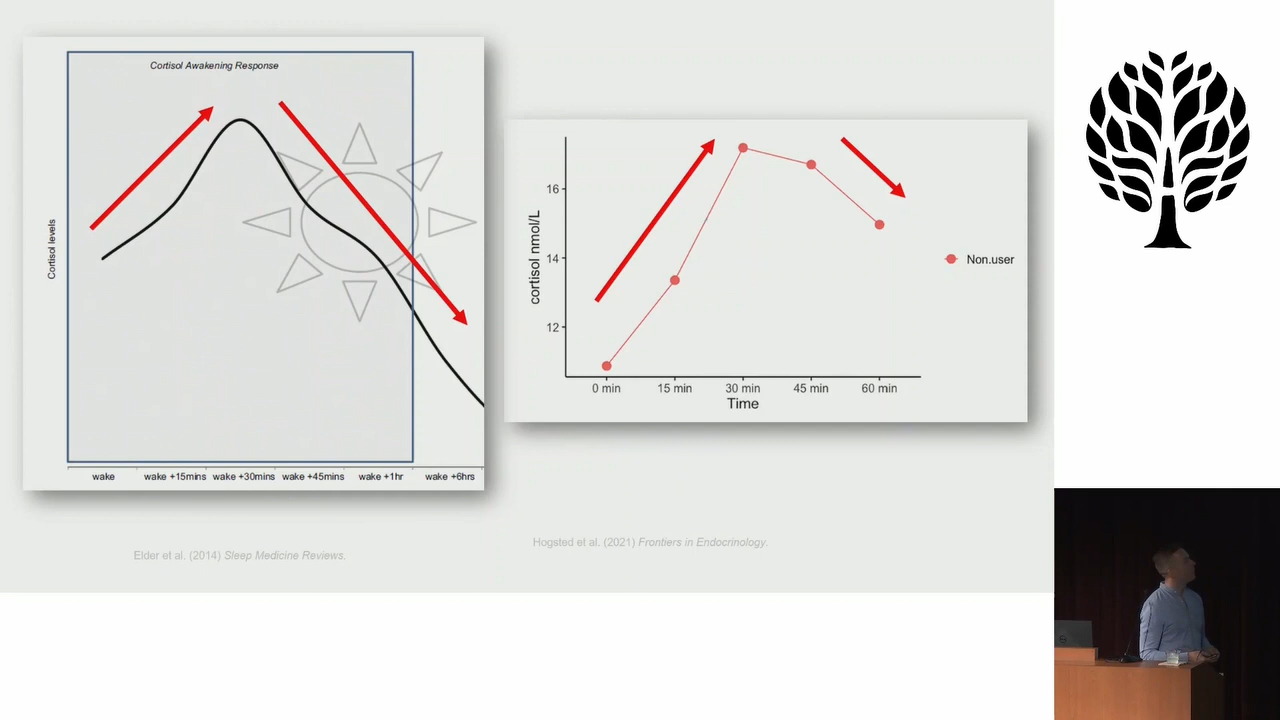 Cortisol Awakening Response
Cortisol levels
wake
wake +15mins
wake +30mins
wake +45mins
wake +1hr
wake +6hrs
Elder et al. (2014) Sleep Medicine Reviews.
cortisol nmol/L
16
14
12
0 min
15 min
30 min
45 min
60 min
Time
Non.user
Hogsted et al. (2021) Frontiers in Endocrinology.